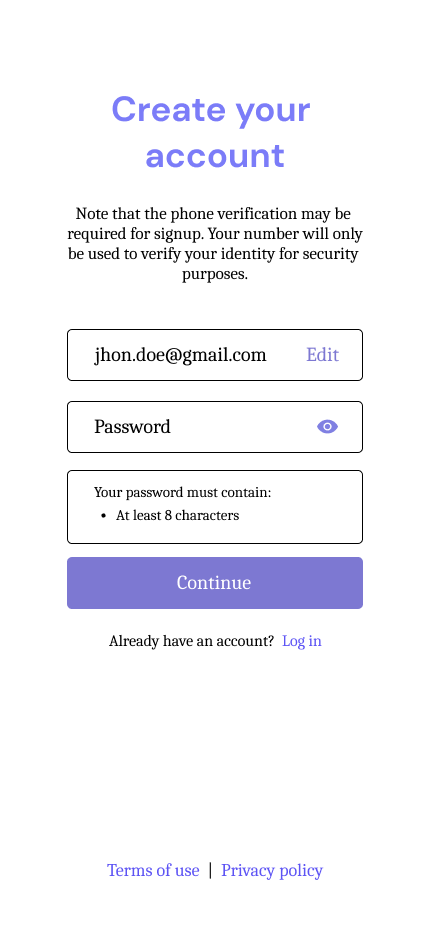 Create your
account
Note that the phone verification may be
required for signup. Your number will only
be used to verify your identity for security
purposes.
jhon.doe@gmail.com Edit
Password
Your password must contain:
• At least 8 characters
Continue
Already have an account? Log in
Terms of use | Privacy policy